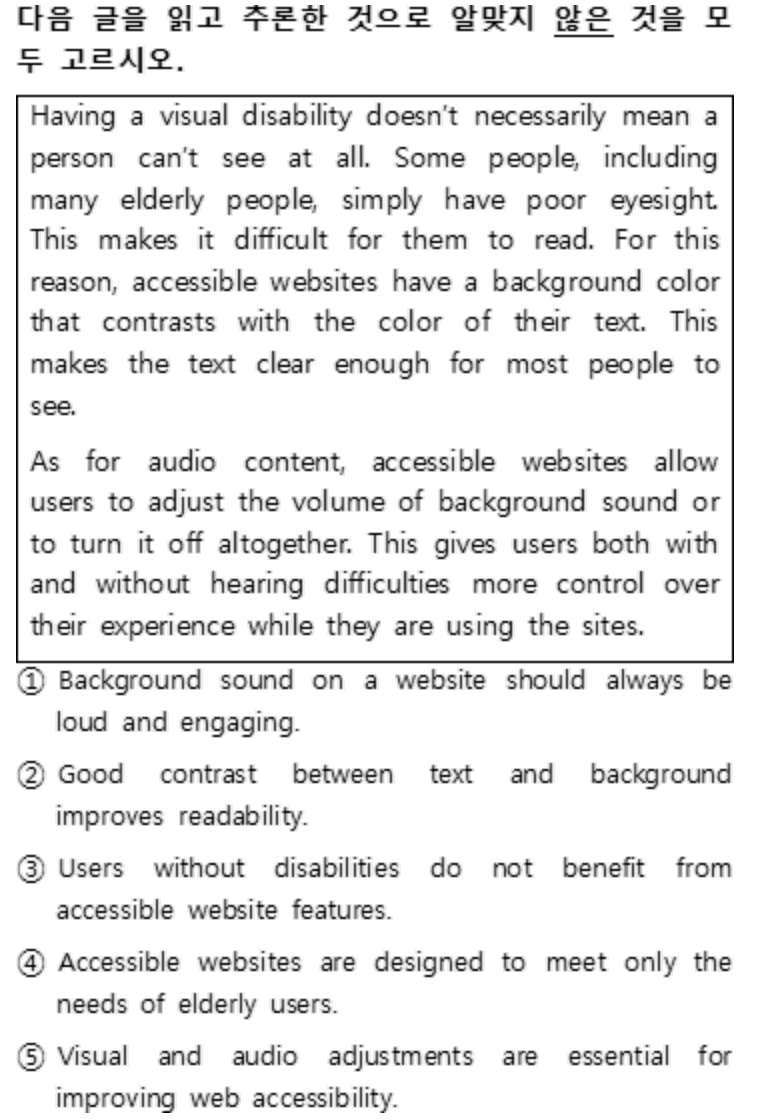 다음 글을 읽고 추론한 것으로 알맞지 않은 것을 모
두 고르시오.
Having a visual disability doesn't necessarily mean a
person can't see at all. Some people, including
many elderly people, simply have poor eyesight.
This makes it difficult for them to read. For this
reason, accessible websites have a background color
that contrasts with the color of their text. This
makes the text clear enough for most people to
see.
As for audio content, accessible websites allow
users to adjust the volume of background sound or
to turn it off altogether. This gives users both with
and without hearing difficulties more control over
their experience while they are using the sites.
① Background sound on a website should always be
loud and engaging.
② Good contrast between text and background
improves readability.
③ Users without disabilities do not benefit from
accessible website features.
④ Accessible websites are designed to meet only the
needs of elderly users.
⑤ Visual and audio adjustments are essential for
improving web accessibility.